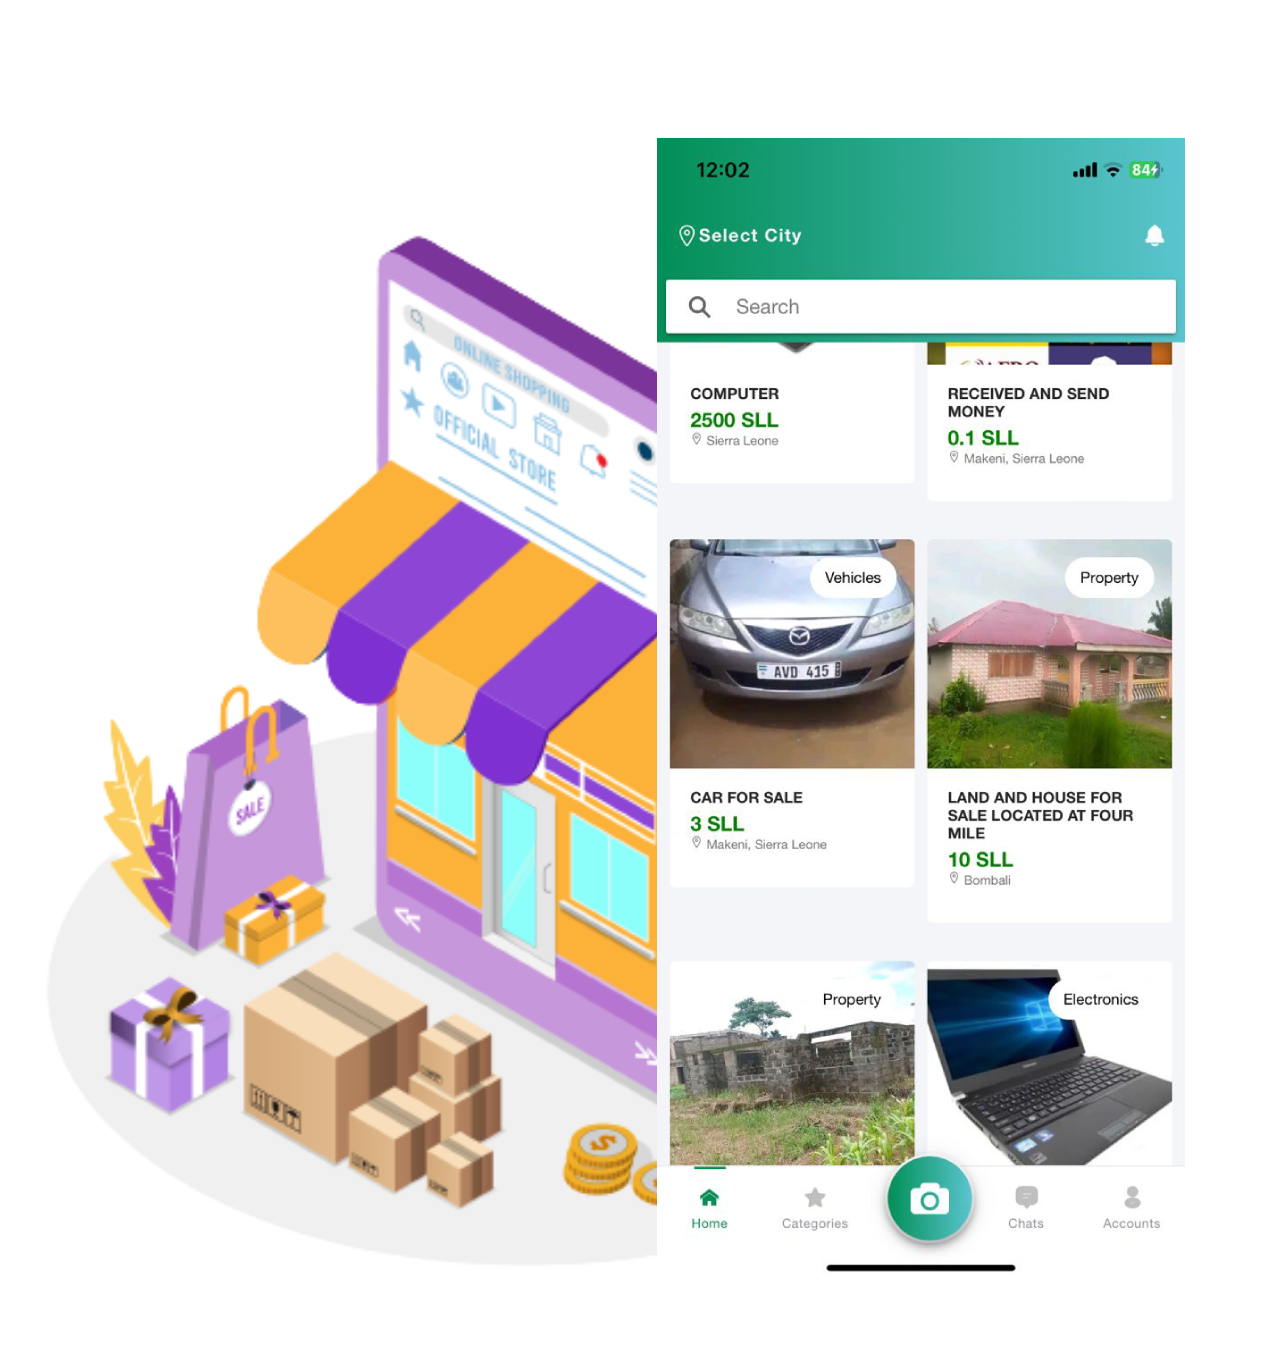 ONLINE SHOPPING
OFFICIAL STORE
SALE
12:02
84
Select City
Search
COMPUTER
2500 SLL
Sierra Leone
RECEIVED AND SEND
MONEY
0.1 SLL
Makeni, Sierra Leone
Vehicles
AVD 415
CAR FOR SALE
3 SLL
Makeni, Sierra Leone
Property
LAND AND HOUSE FOR
SALE LOCATED AT FOUR
MILE
10 SLL
Bombali
Property
Electronics
Home
Categories
Chats
Accounts